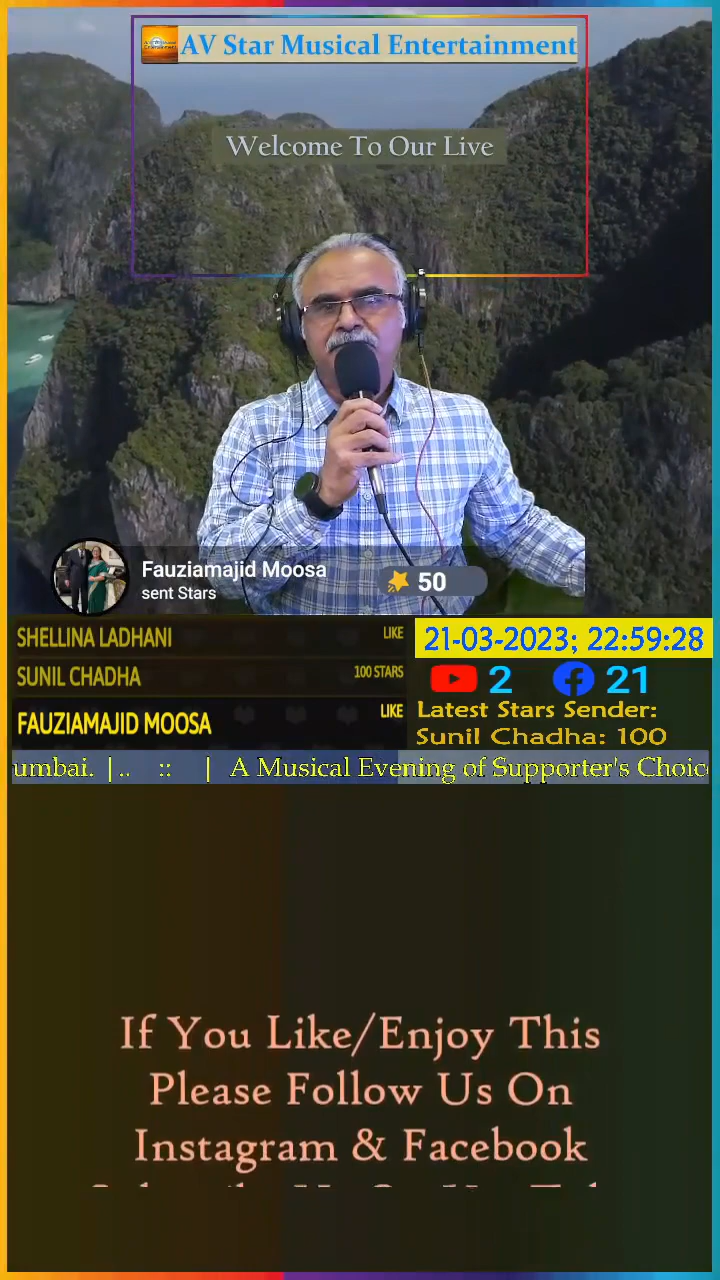 AV Star Musical Entertainment
Welcome To Our Live
Fauziamajid Moosa
sent Stars
50
SHELLINA LADHANI LIKE
SUNIL CHADHA 100 STARS
FAUZIAMAJID MOOSA LIKE
21-03-2023; 22:59:28
2 21
Latest Stars Sender:
Sunil Chadha: 100
umbai. |.. :: | A Musical Evening of Supporter's Choice
If You Like/Enjoy This
Please Follow Us On
Instagram & Facebook